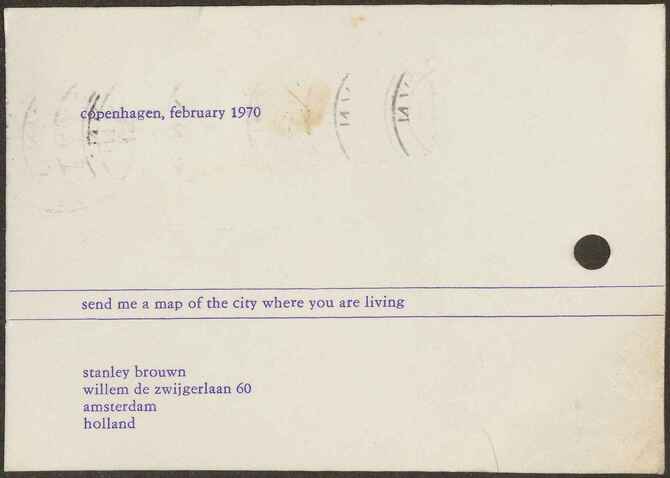 copenhagen, february 1970
send me a map of the city where you are living
stanley brouwn
willem de zwijgerlaan 60
amsterdam
holland